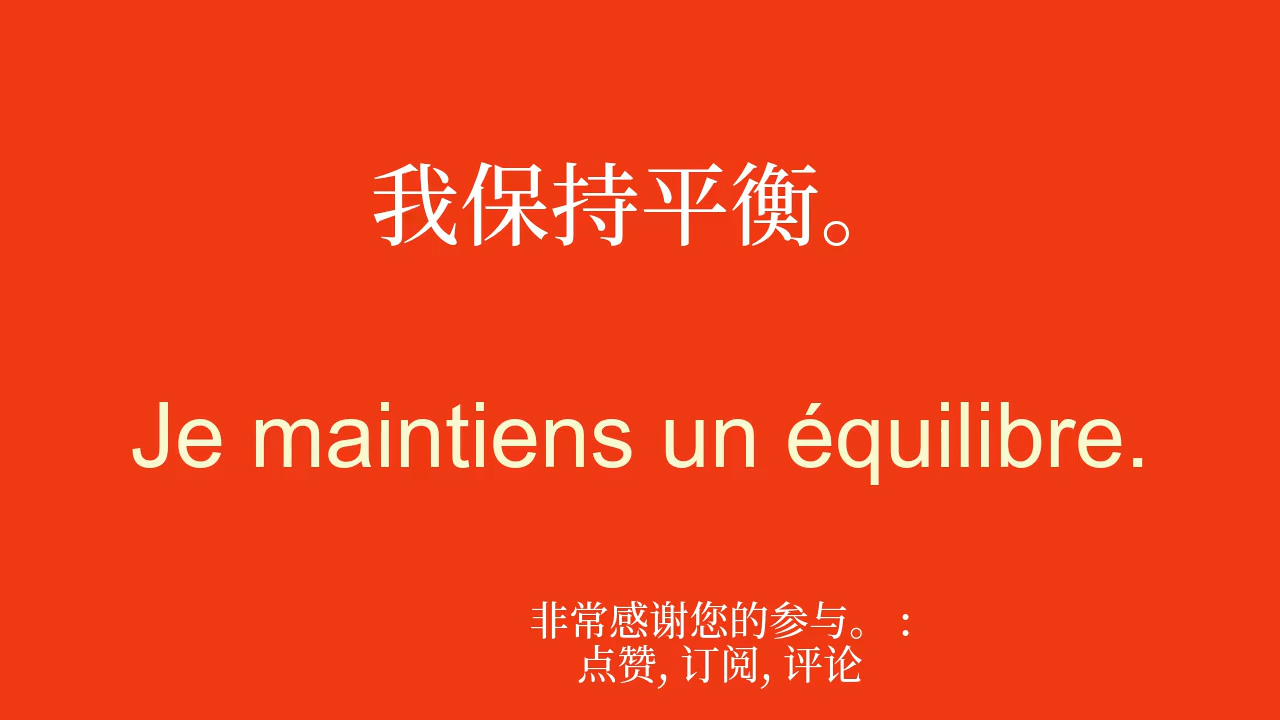 我保持平衡。
Je maintiens un équilibre.
非常感谢您的参与。 :
点赞, 订阅, 评论